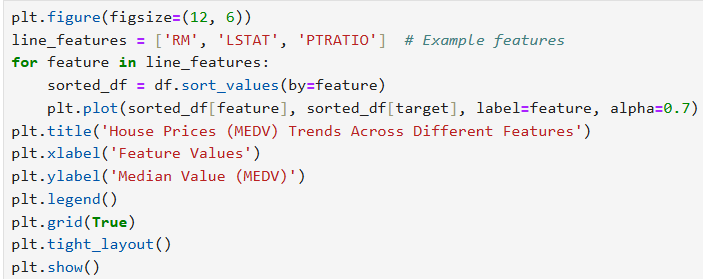 plt.figure(figsize=(12, 6))
line_features = ['RM', 'LSTAT', 'PTRATIO']  # Example features
for feature in line_features:
    sorted_df = df.sort_values(by=feature)
    plt.plot(sorted_df[feature], sorted_df[target], label=feature, alpha=0.7)
plt.title('House Prices (MEDV) Trends Across Different Features')
plt.xlabel('Feature Values')
plt.ylabel('Median Value (MEDV)')
plt.legend()
plt.grid(True)
plt.tight_layout()
plt.show()